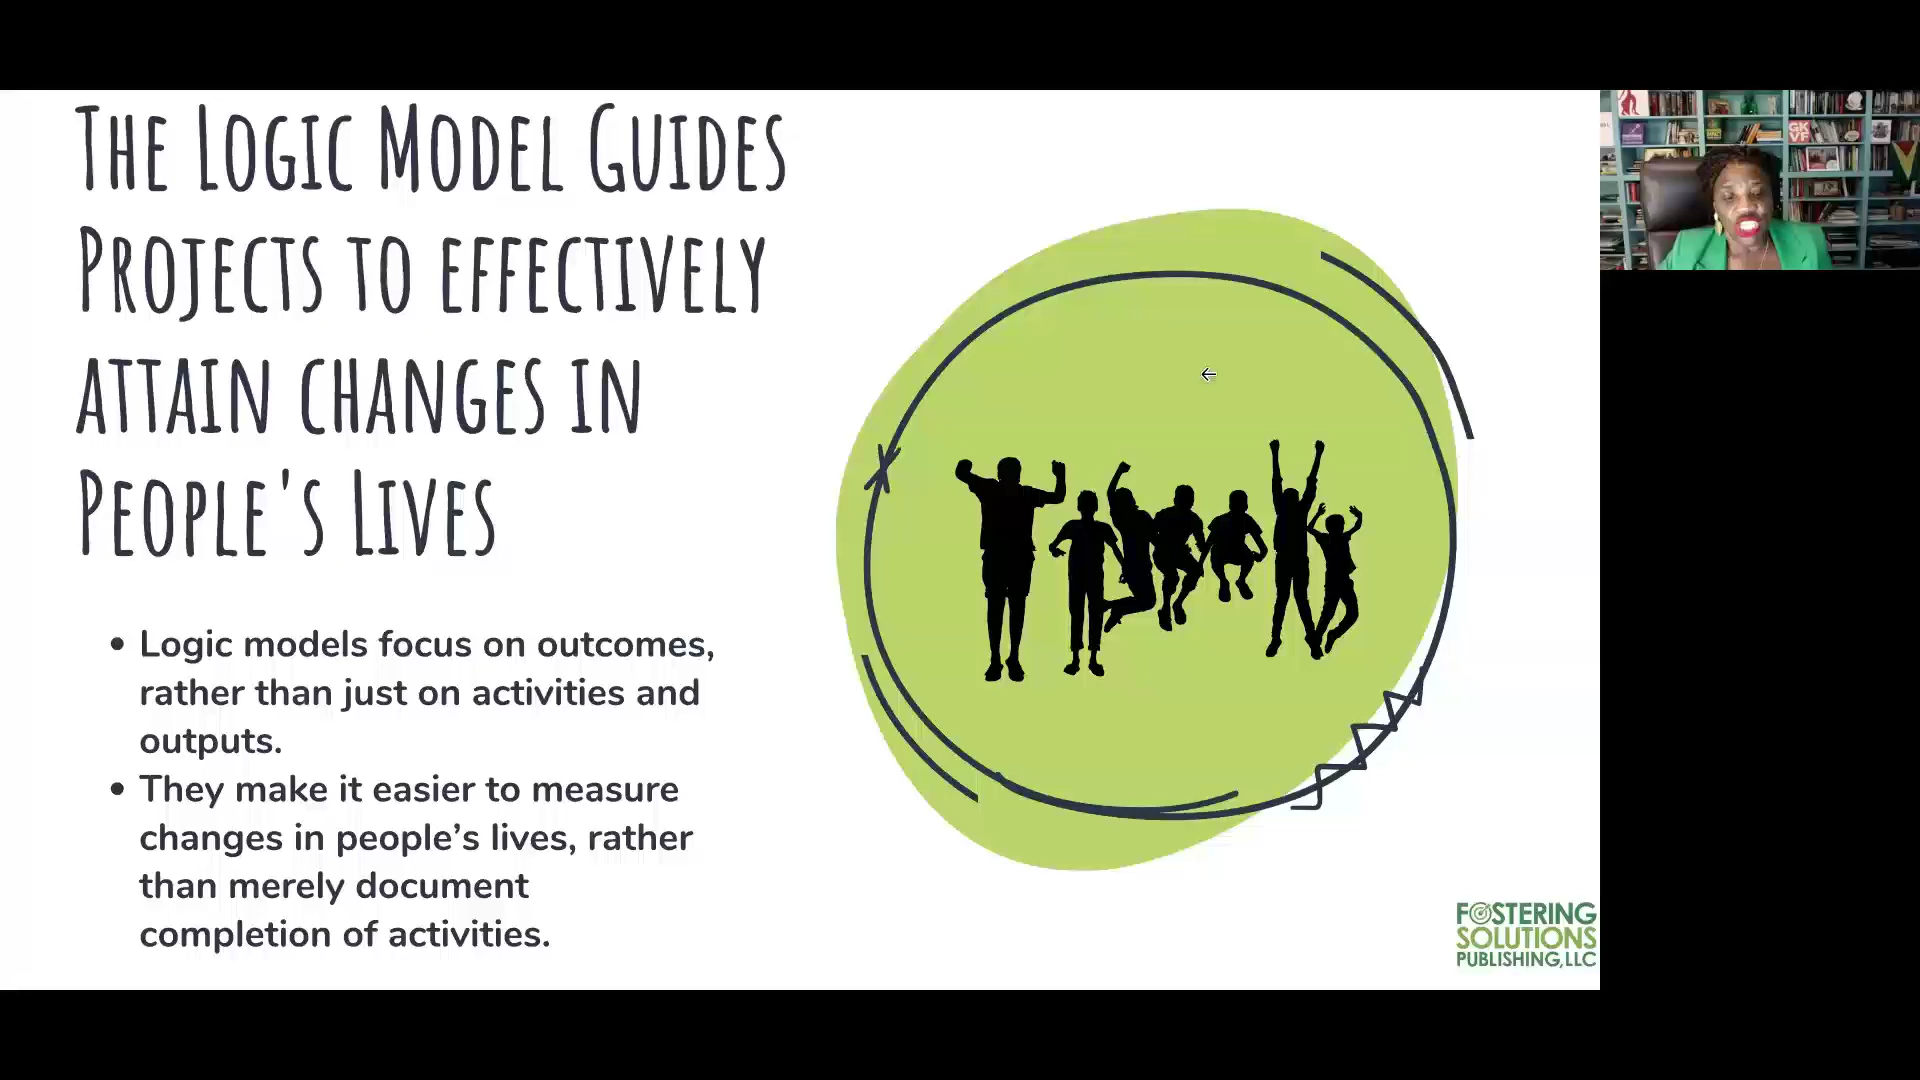 The Logic Model Guides
Projects to effectively
attain changes in
People's Lives
• Logic models focus on outcomes,
rather than just on activities and
outputs.
• They make it easier to measure
changes in people’s lives, rather
than merely document
completion of activities.
FOSTERING
SOLUTIONS
PUBLISHING,LLC
GK
VF